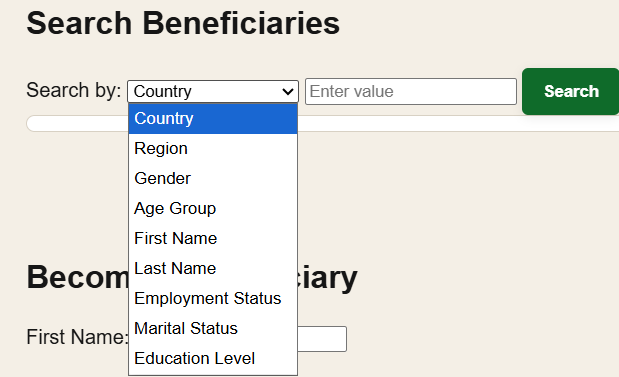 Search Beneficiaries
Search by: Country Enter value Search
Country
Region
Gender
Age Group
First Name
Last Name
Becom ciary
Employment Status
First Name:
Marital Status
Education Level